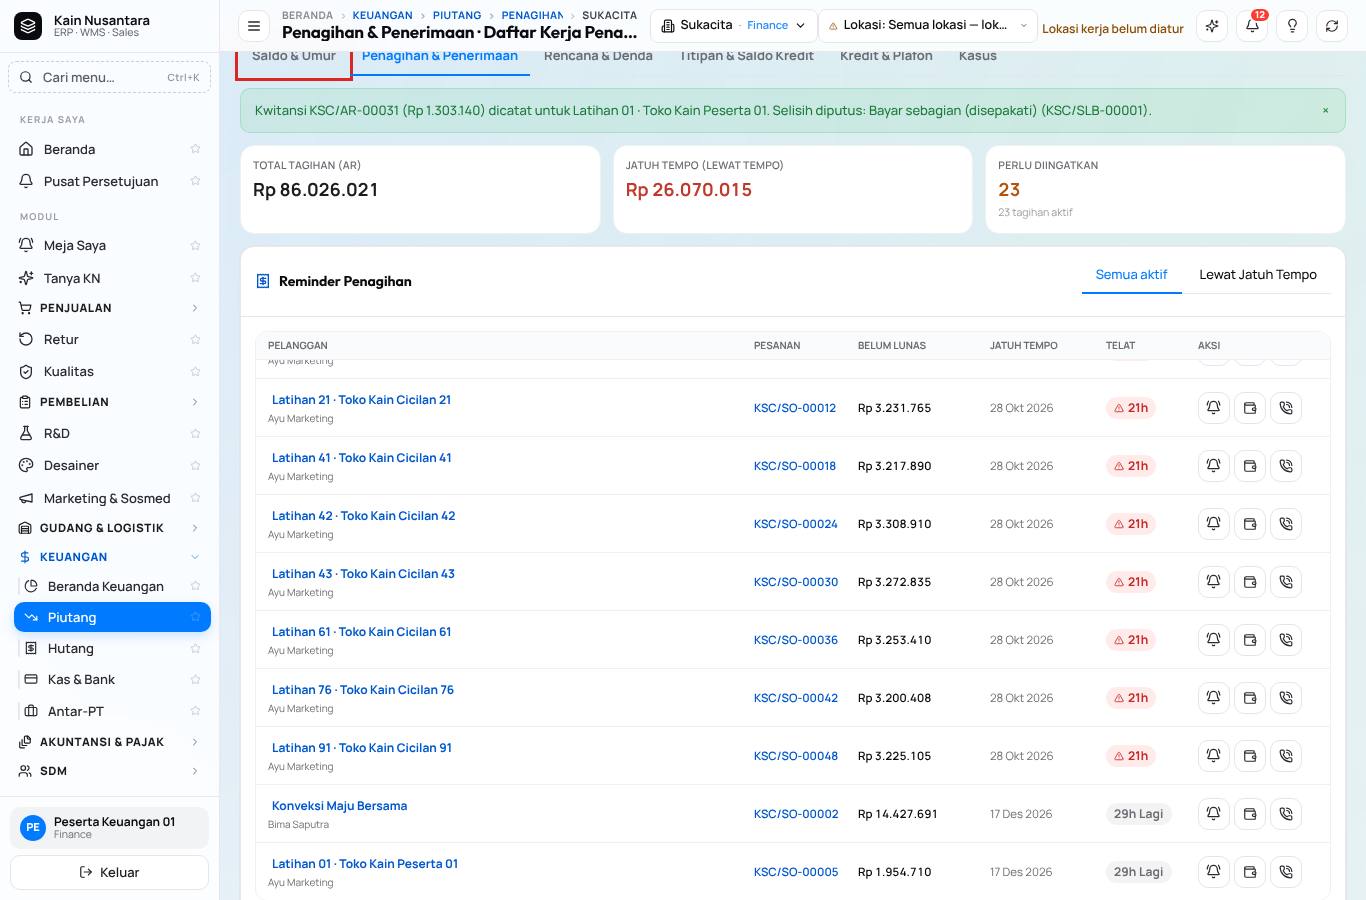 Kain Nusantara
ERP · WMS · Sales
Cari menu... Ctrl+K
KERJA SAYA
Beranda
Pusat Persetujuan
MODUL
Meja Saya
Tanya KN
PENJUALAN
Retur
Kualitas
PEMBELIAN
R&D
Desainer
Marketing & Sosmed
GUDANG & LOGISTIK
KEUANGAN
Beranda Keuangan
Piutang
Hutang
Kas & Bank
Antar-PT
AKUNTANSI & PAJAK
SDM
PE Peserta Keuangan 01
Finance
Keluar
BERANDA > KEUANGAN > PIUTANG > PENAGIHAN > SUKACITA
Penagihan & Penerimaan · Daftar Kerja Pena...
Sukacita · Finance
Lokasi: Semua lokasi — lok...
Lokasi kerja belum diatur
12
Saldo & Umur Penagihan & Penerimaan Rencana & Denda Titipan & Saldo Kredit Kredit & Plafon Kasus
Kwitansi KSC/AR-00031 (Rp 1.303.140) dicatat untuk Latihan 01 · Toko Kain Peserta 01. Selisih diputus: Bayar sebagian (disepakati) (KSC/SLB-00001). ×
TOTAL TAGIHAN (AR)
Rp 86.026.021
JATUH TEMPO (LEWAT TEMPO)
Rp 26.070.015
PERLU DIINGATKAN
23
23 tagihan aktif
Reminder Penagihan
Semua aktif Lewat Jatuh Tempo
PELANGGAN PESANAN BELUM LUNAS JATUH TEMPO TELAT AKSI
Ayu Marketing
Latihan 21 · Toko Kain Cicilan 21
Ayu Marketing
KSC/SO-00012 Rp 3.231.765 28 Okt 2026 21h
Latihan 41 · Toko Kain Cicilan 41
Ayu Marketing
KSC/SO-00018 Rp 3.217.890 28 Okt 2026 21h
Latihan 42 · Toko Kain Cicilan 42
Ayu Marketing
KSC/SO-00024 Rp 3.308.910 28 Okt 2026 21h
Latihan 43 · Toko Kain Cicilan 43
Ayu Marketing
KSC/SO-00030 Rp 3.272.835 28 Okt 2026 21h
Latihan 61 · Toko Kain Cicilan 61
Ayu Marketing
KSC/SO-00036 Rp 3.253.410 28 Okt 2026 21h
Latihan 76 · Toko Kain Cicilan 76
Ayu Marketing
KSC/SO-00042 Rp 3.200.408 28 Okt 2026 21h
Latihan 91 · Toko Kain Cicilan 91
Ayu Marketing
KSC/SO-00048 Rp 3.225.105 28 Okt 2026 21h
Konveksi Maju Bersama
Bima Saputra
KSC/SO-00002 Rp 14.427.691 17 Des 2026 29h Lagi
Latihan 01 · Toko Kain Peserta 01
Ayu Marketing
KSC/SO-00005 Rp 1.954.710 17 Des 2026 29h Lagi